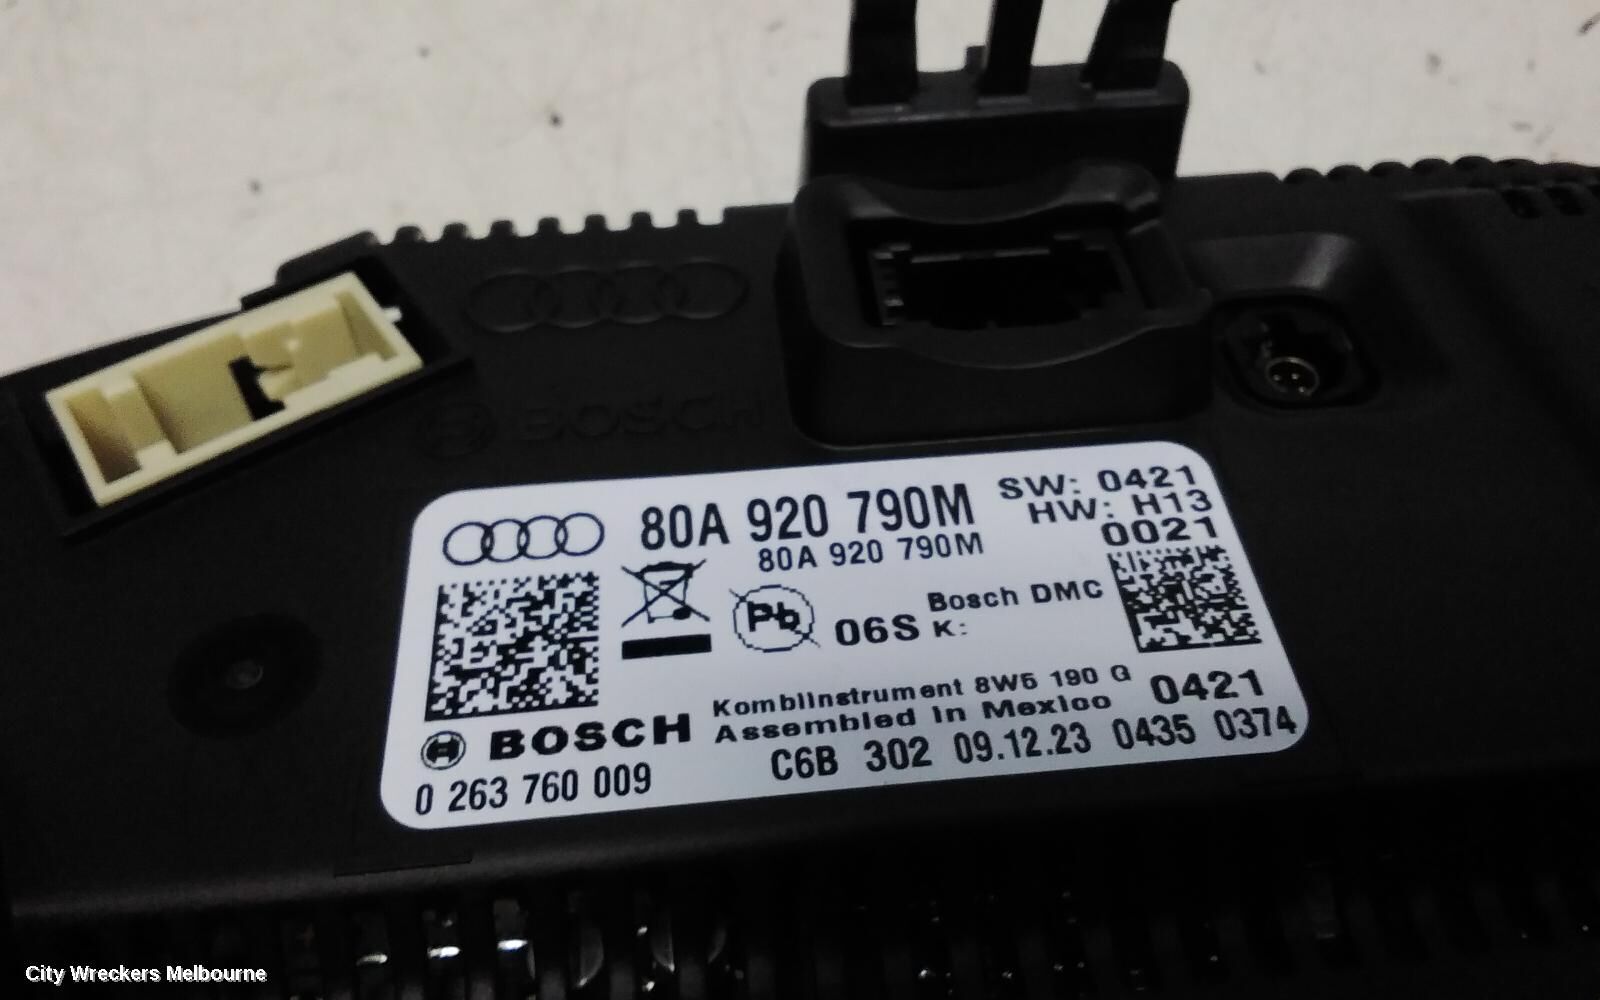 BOSCH
80A 920 790M
80A 920 790M
SW: 0421
HW: H13
0021
Pb
06S
Bosch DMC
K:
Kombiinstrument 8W5 190 G
Assembled in Mexico
0421
BOSCH
0 263 760 009
C6B 302 09.12.23 0435 0374
City Wreckers Melbourne